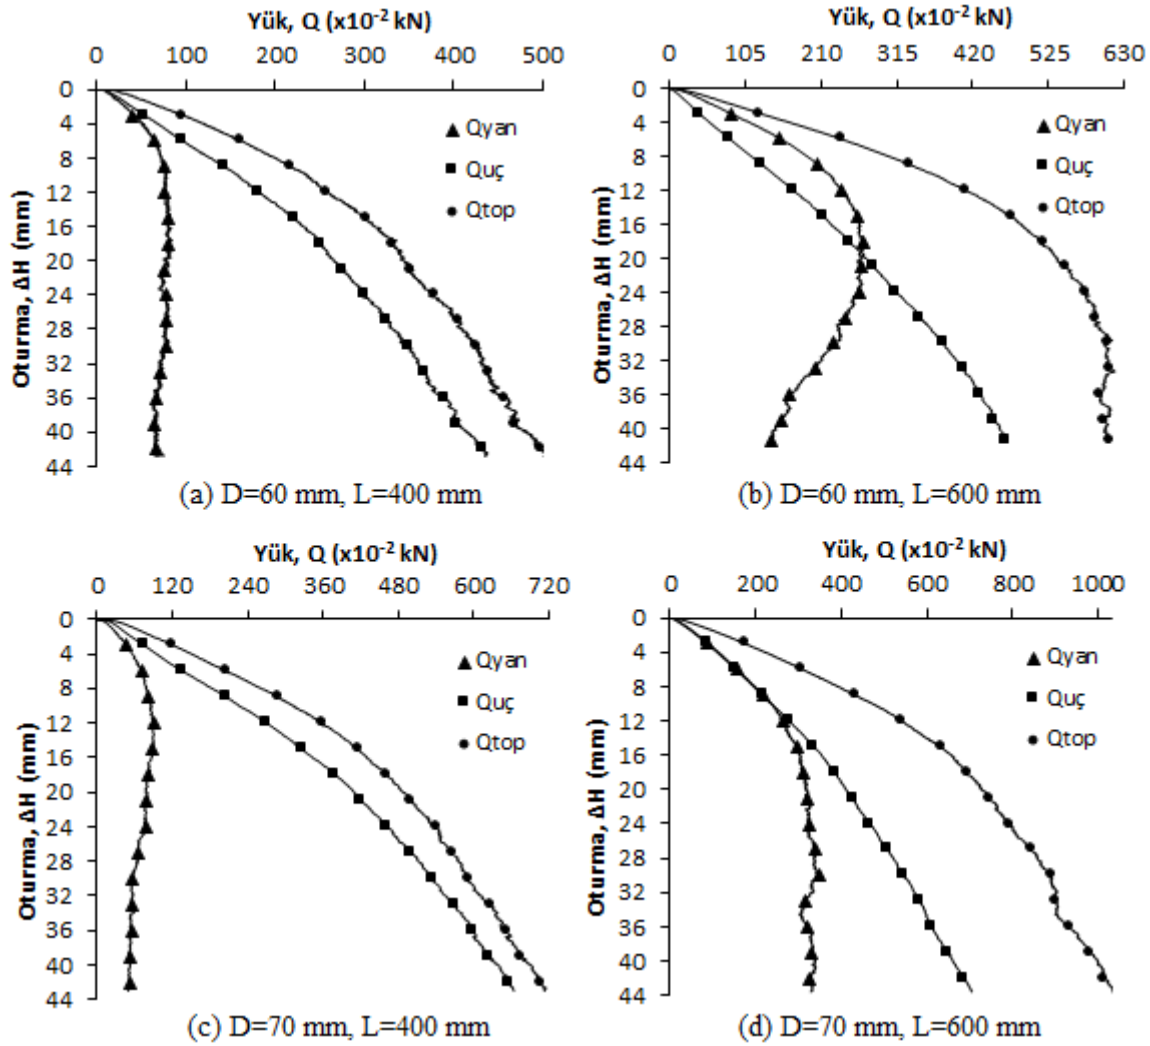 Yük, Q (x10⁻² kN)
0 100 200 300 400 500
0
4
8
12
16
20
24
28
32
36
40
44
Oturma, ΔH (mm)
Qyan
Quç
Qtop
(a) D=60 mm, L=400 mm
Yük, Q (x10⁻² kN)
0 105 210 315 420 525 630
0
4
8
12
16
20
24
28
32
36
40
44
Oturma, ΔH (mm)
Qyan
Quç
Qtop
(b) D=60 mm, L=600 mm
Yük, Q (x10⁻² kN)
0 120 240 360 480 600 720
0
4
8
12
16
20
24
28
32
36
40
44
Oturma, ΔH (mm)
Qyan
Quç
Qtop
(c) D=70 mm, L=400 mm
Yük, Q (x10⁻² kN)
0 200 400 600 800 1000
0
4
8
12
16
20
24
28
32
36
40
44
Oturma, ΔH (mm)
Qyan
Quç
Qtop
(d) D=70 mm, L=600 mm